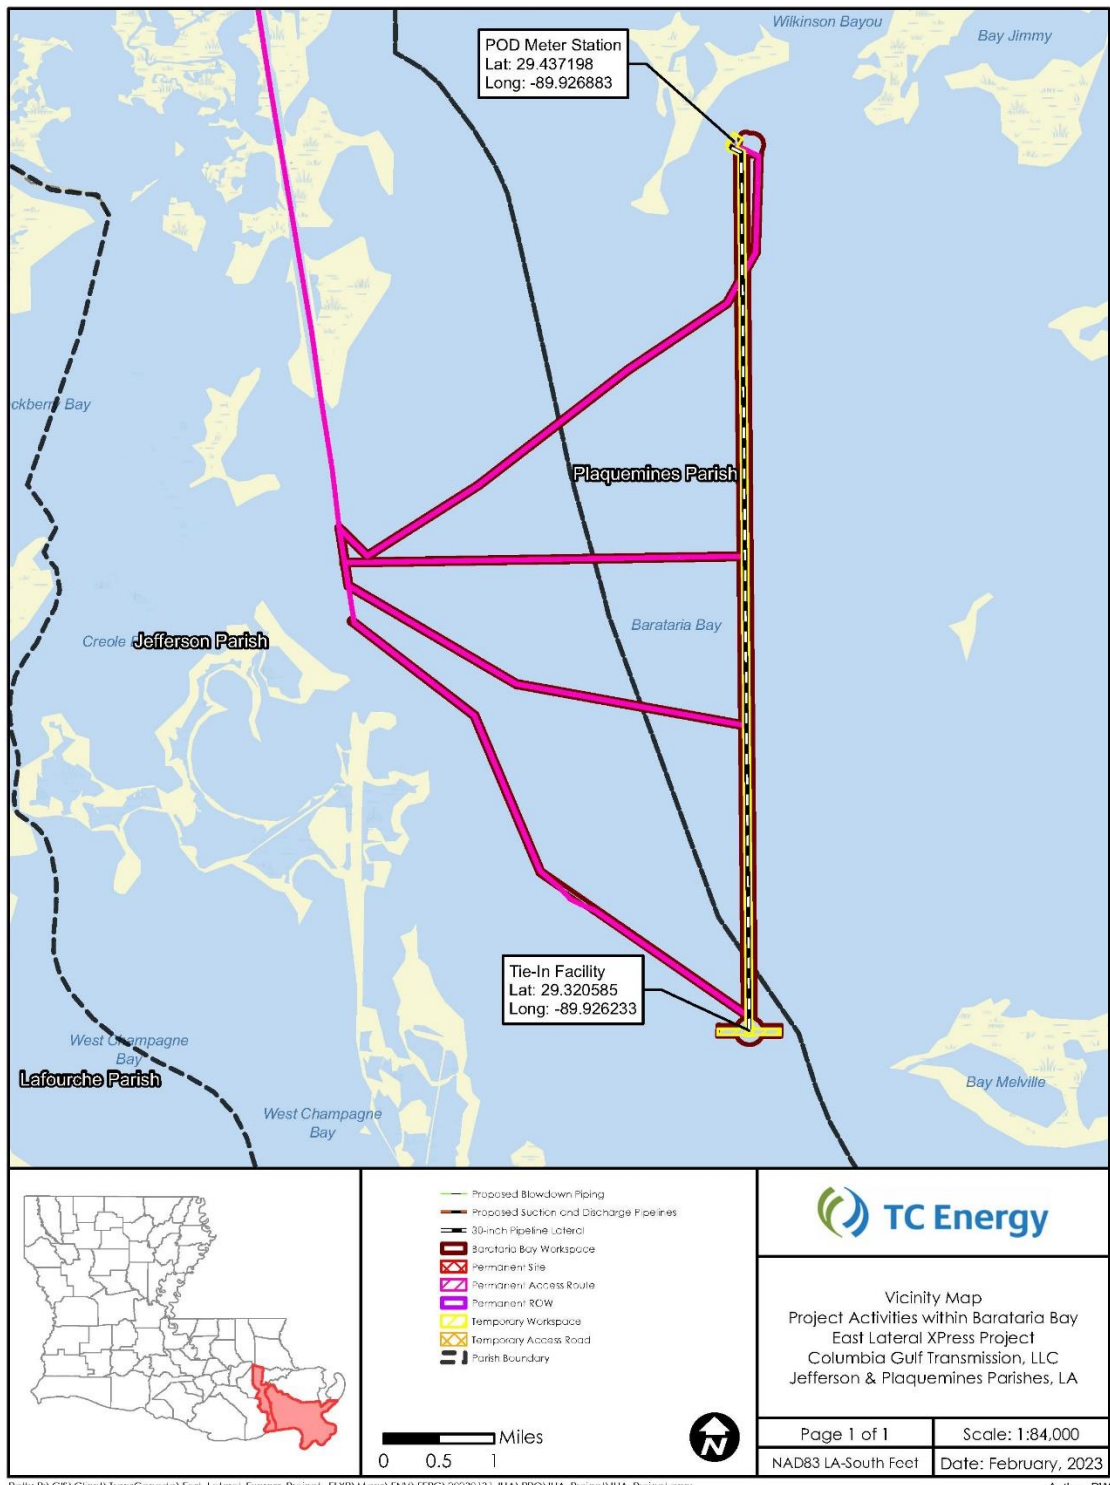 Wilkinson Bayou
Bay Jimmy
POD Meter Station
Lat: 29.437198
Long: -89.926883
ckberry Bay
Plaquemines Parish
Barataria Bay
Creole
Jefferson Parish
Tie-In Facility
Lat: 29.320585
Long: -89.926233
West Champagne
Bay
Lafourche Parish
Bay Melville
West Champagne
Bay
Proposed Blowdown Piping
Proposed Suction and Discharge Pipelines
30-inch Pipeline Lateral
Barataria Bay Workspace
Permanent Site
Permanent Access Route
Permanent ROW
Temporary Workspace
Temporary Access Road
Parish Boundary
Miles
0 0.5 1
N
TC Energy
Vicinity Map
Project Activities within Barataria Bay
East Lateral XPress Project
Columbia Gulf Transmission, LLC
Jefferson & Plaquemines Parishes, LA
Page 1 of 1
Scale: 1:84,000
NAD83 LA-South Feet
Date: February, 2023